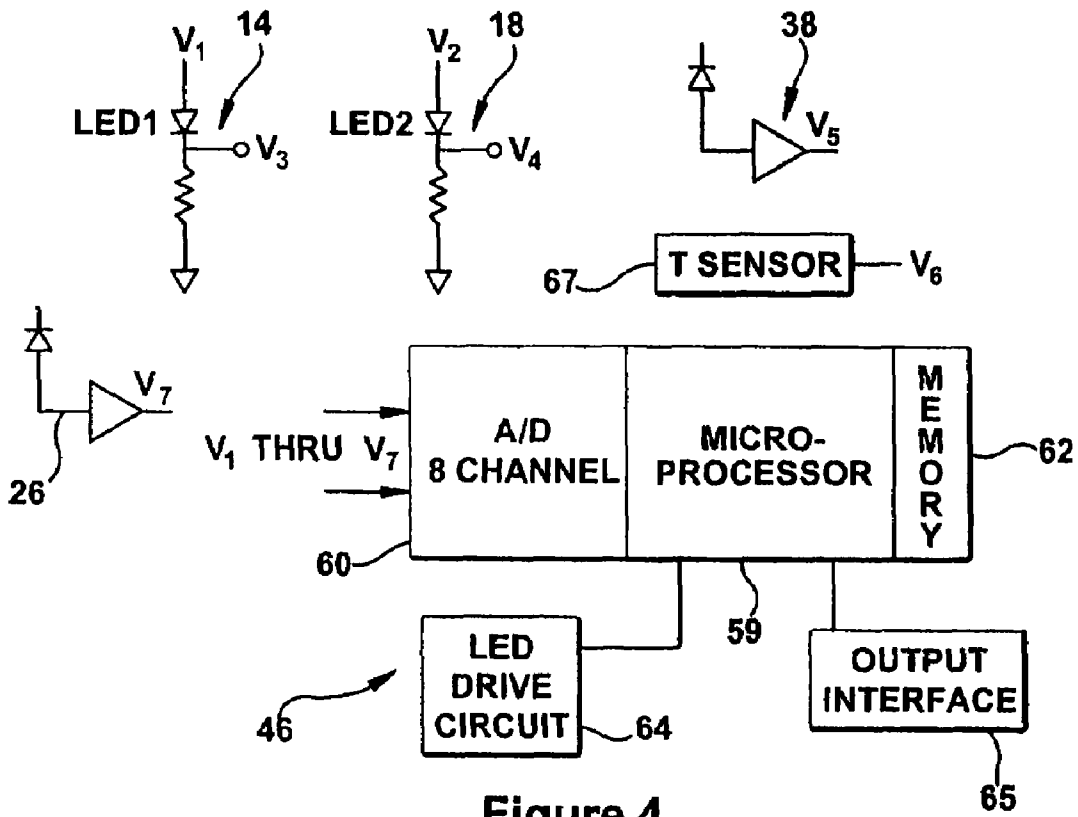 14
18
38
V₁
V₂
LED1
LED2
V₃
V₄
V₅
67
T SENSOR
V₆
V₇
26
V₁ THRU V₇
A/D
8 CHANNEL
MICRO-
PROCESSOR
MEMORY
62
60
59
46
LED
DRIVE
CIRCUIT
64
OUTPUT
INTERFACE
65
Figure 4